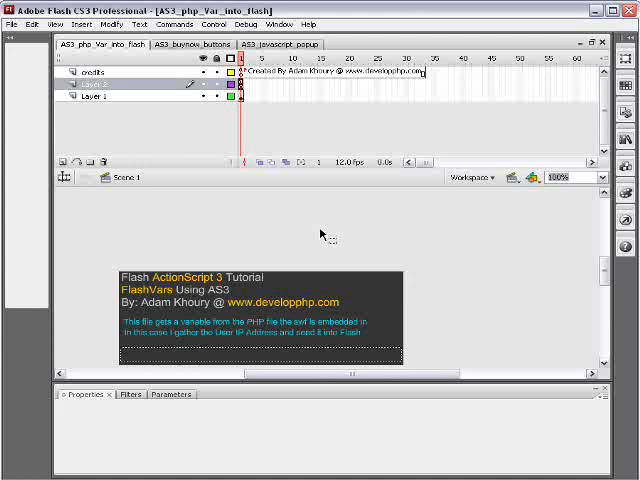 Adobe Flash CS3 Professional - [AS3_php_Var_into_flash]
File Edit View Insert Modify Text Commands Control Debug Window Help
AS3_php_Var_into_flash AS3_buynow_buttons AS3_javascript_popup
1 5 10 15 20 25 30 35 40 45 50 55 60
credits Created By Adam Khoury @ www.developphp.com
Layer 2
Layer 1
1 12.0 fps 0.0s
Scene 1 Workspace 100%
Flash ActionScript 3 Tutorial
FlashVars Using AS3
By: Adam Khoury @ www.developphp.com
This file gets a variable from the PHP file the swf is embedded in
In this case I gather the User IP Address and send it into Flash
Properties Filters Parameters